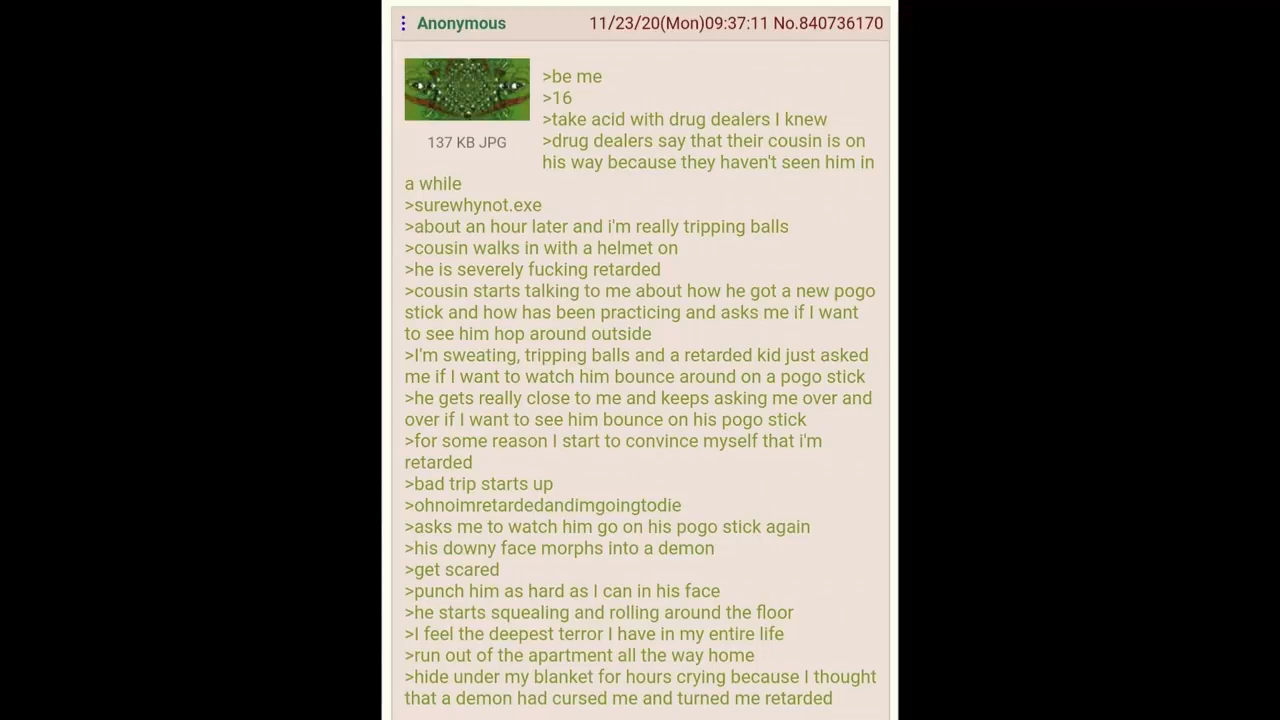 Anonymous 11/23/20(Mon)09:37:11 No.840736170
>be me
>16
>take acid with drug dealers I knew
137 KB JPG
>drug dealers say that their cousin is on
his way because they haven't seen him in
a while
>surewhynot.exe
>about an hour later and i'm really tripping balls
>cousin walks in with a helmet on
>he is severely fucking retarded
>cousin starts talking to me about how he got a new pogo
stick and how has been practicing and asks me if I want
to see him hop around outside
>I'm sweating, tripping balls and a retarded kid just asked
me if I want to watch him bounce around on a pogo stick
>he gets really close to me and keeps asking me over and
over if I want to see him bounce on his pogo stick
>for some reason I start to convince myself that i'm
retarded
>bad trip starts up
>ohnoimretardedandimgoingtodie
>asks me to watch him go on his pogo stick again
>his downy face morphs into a demon
>get scared
>punch him as hard as I can in his face
>he starts squealing and rolling around the floor
>I feel the deepest terror I have in my entire life
>run out of the apartment all the way home
>hide under my blanket for hours crying because I thought
that a demon had cursed me and turned me retarded